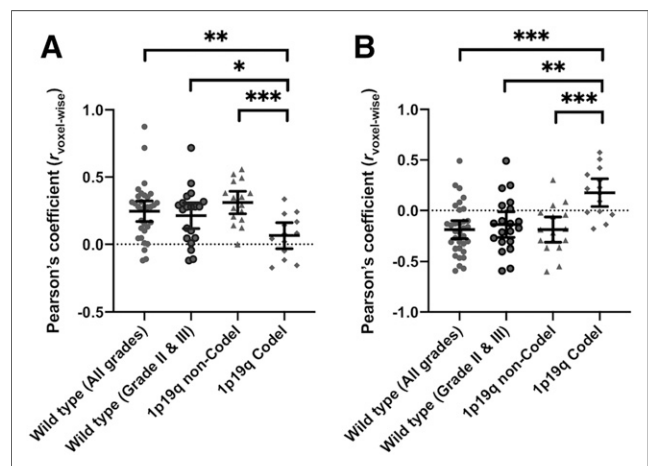 A
**
*
***
Pearson's coefficient (rvoxel-wise)
1.0
0.5
0.0
-0.5
Wild type (All grades)
Wild type (Grade II & III)
1p19q non-Codel
1p19q Codel
B
***
**
***
Pearson's coefficient (rvoxel-wise)
1.0
0.5
0.0
-0.5
-1.0
Wild type (All grades)
Wild type (Grade II & III)
1p19q non-Codel
1p19q Codel